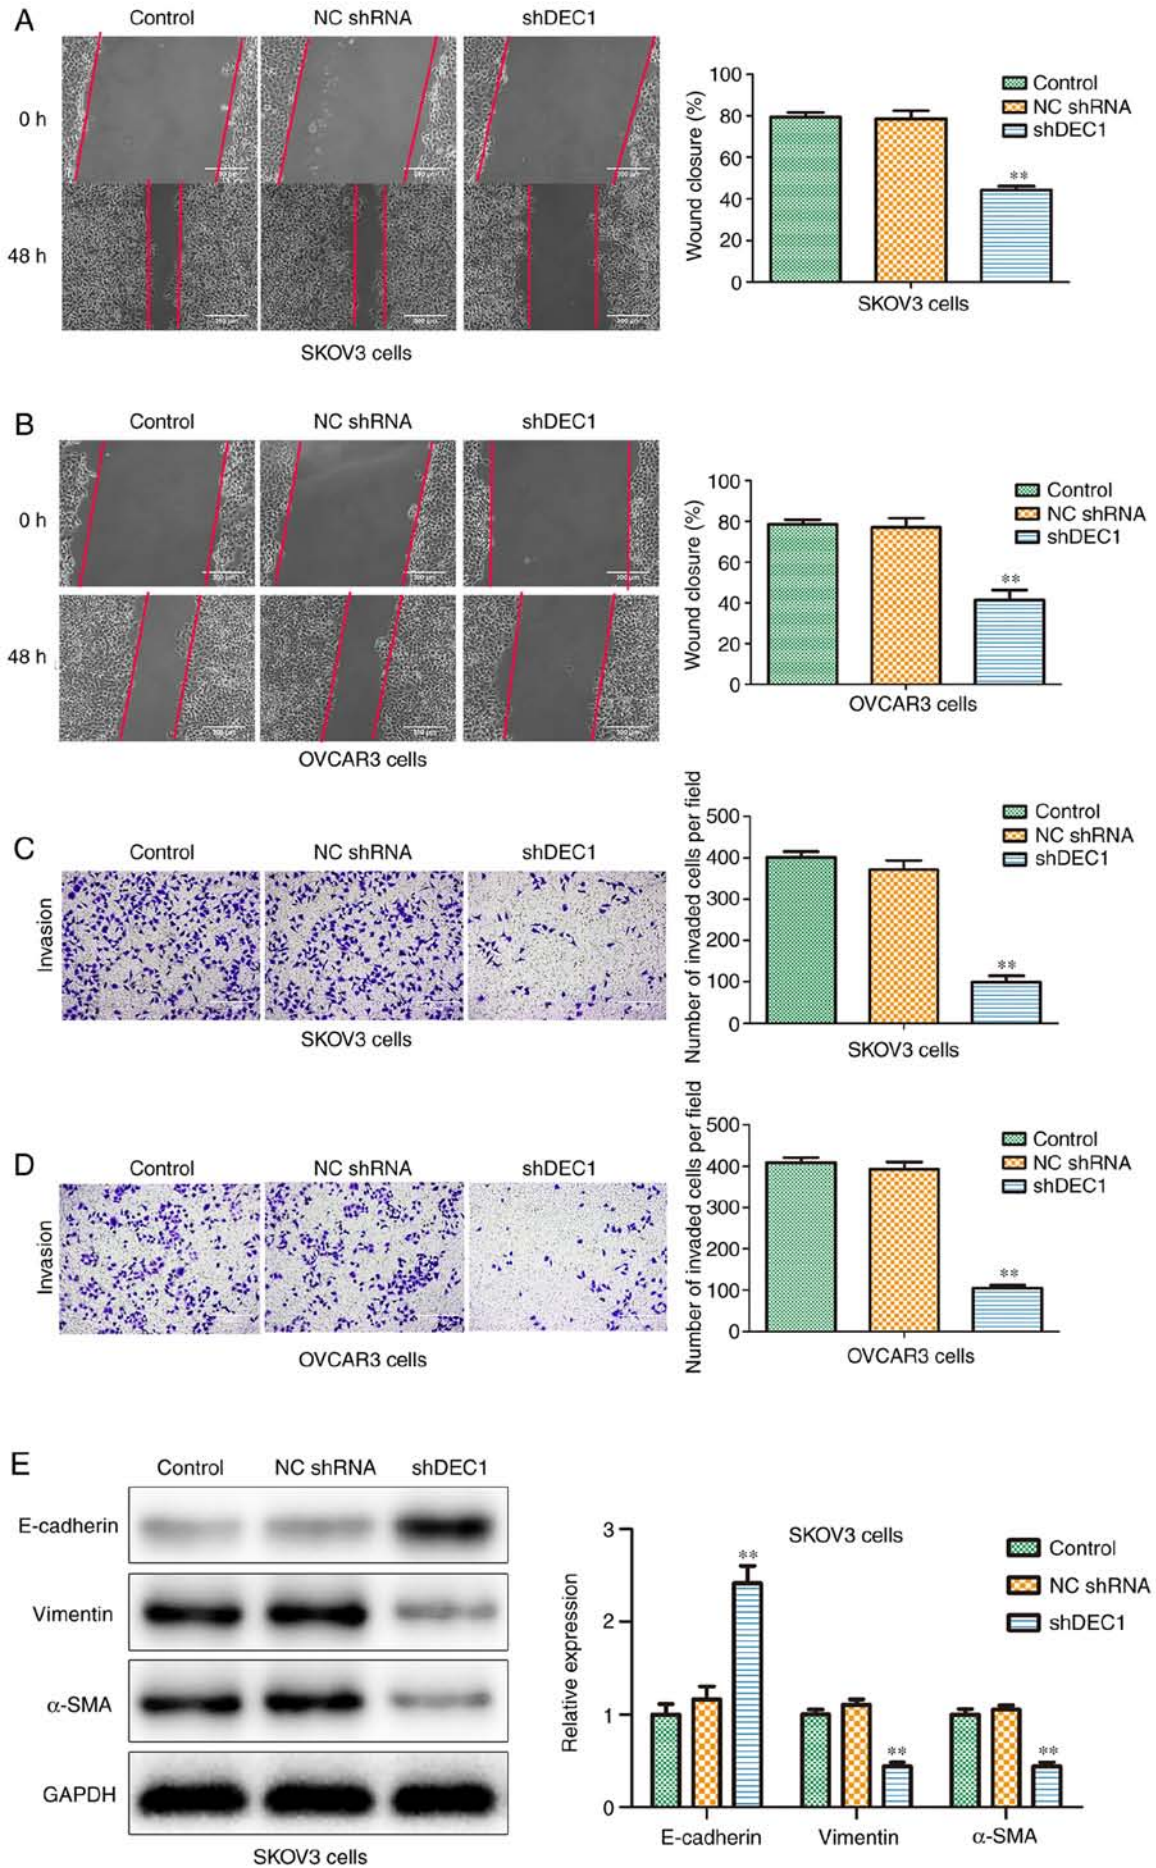 A
Control NC shRNA shDEC1
0 h
48 h
SKOV3 cells
Wound closure (%)
100
80
60
40
20
0
Control
NC shRNA
shDEC1
**
SKOV3 cells
B
Control NC shRNA shDEC1
0 h
48 h
OVCAR3 cells
Wound closure (%)
100
80
60
40
20
0
Control
NC shRNA
shDEC1
**
OVCAR3 cells
C
Control NC shRNA shDEC1
Invasion
SKOV3 cells
Number of invaded cells per field
500
400
300
200
100
0
Control
NC shRNA
shDEC1
**
SKOV3 cells
D
Control NC shRNA shDEC1
Invasion
OVCAR3 cells
Number of invaded cells per field
500
400
300
200
100
0
Control
NC shRNA
shDEC1
**
OVCAR3 cells
E
Control NC shRNA shDEC1
E-cadherin
Vimentin
α-SMA
GAPDH
SKOV3 cells
Relative expression
3
2
1
0
SKOV3 cells
Control
NC shRNA
shDEC1
**
**
**
E-cadherin Vimentin α-SMA